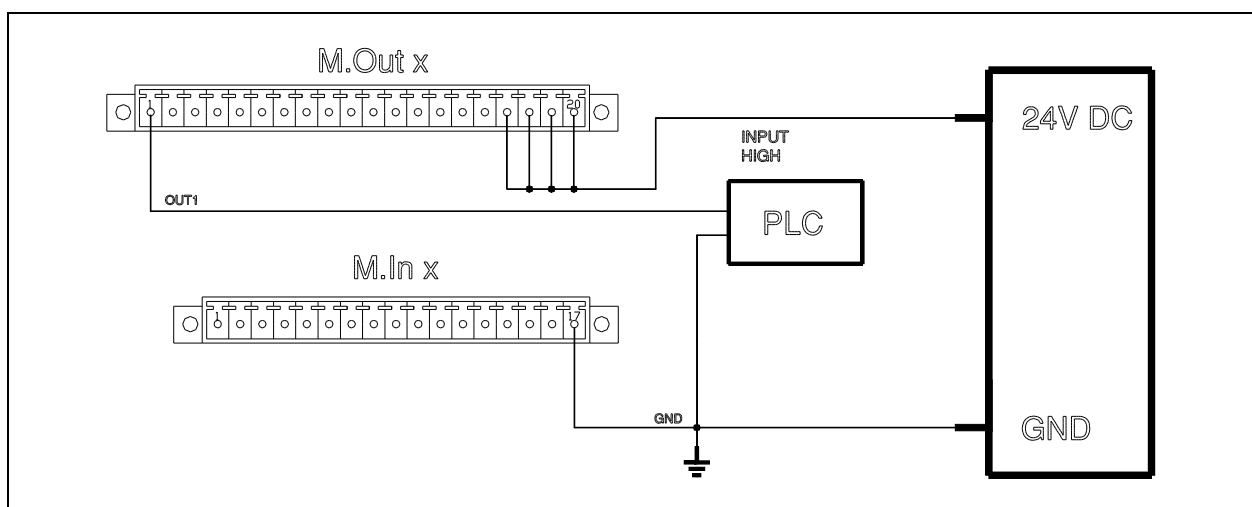 M.Out x
1
20
24V DC
INPUT
HIGH
OUT1
PLC
M.In x
1
17
GND
GND